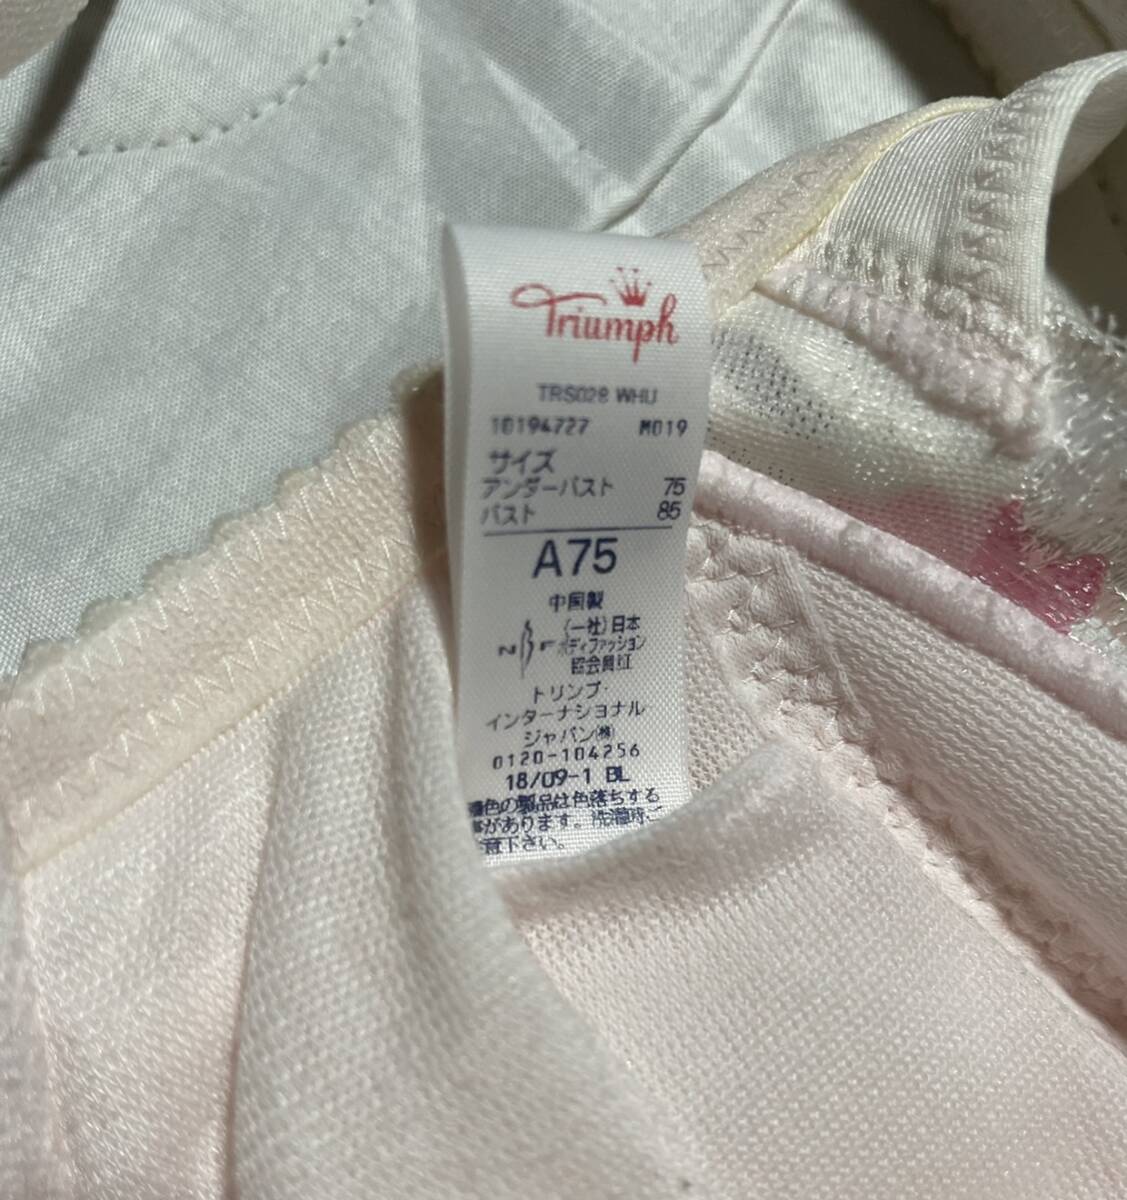 Triumph
TRS028 WHU
10194727 M019
サイズ
アンダーバスト 75
バスト 85
A75
中国製
(一社)日本
NBF ボディファッション
協会員江
トリンプ・
インターナショナル
ジャパン㈱
0120-104256
18/09-1 BL
色の製品は色落ちする
があります。洗濯時ご
意下さい。